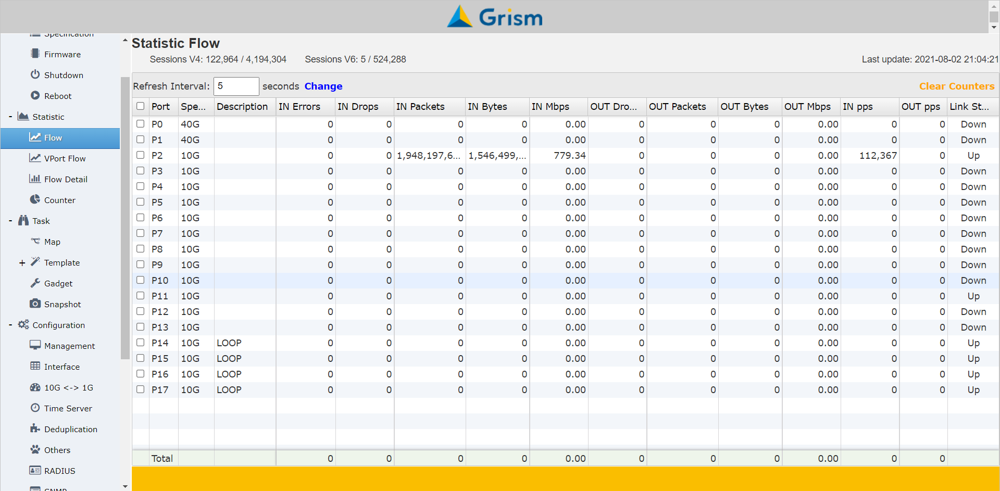 Grism
Specification
Firmware
Shutdown
Reboot
- Statistic
Flow
VPort Flow
Flow Detail
Counter
- Task
Map
+ Template
Gadget
Snapshot
- Configuration
Management
Interface
10G <-> 1G
Time Server
Deduplication
Others
RADIUS
SNMP
Statistic Flow
Sessions V4: 122,964 / 4,194,304 Sessions V6: 5 / 524,288 Last update: 2021-08-02 21:04:21
Refresh Interval: 5 seconds Change Clear Counters
Port Spe... Description IN Errors IN Drops IN Packets IN Bytes IN Mbps OUT Dro... OUT Packets OUT Bytes OUT Mbps IN pps OUT pps Link St...
P0 40G 0 0 0 0 0.00 0 0 0 0.00 0 0 Down
P1 40G 0 0 0 0 0.00 0 0 0 0.00 0 0 Down
P2 10G 0 0 1,948,197,6... 1,546,499,... 779.34 0 0 0 0.00 112,367 0 Up
P3 10G 0 0 0 0 0.00 0 0 0 0.00 0 0 Down
P4 10G 0 0 0 0 0.00 0 0 0 0.00 0 0 Down
P5 10G 0 0 0 0 0.00 0 0 0 0.00 0 0 Down
P6 10G 0 0 0 0 0.00 0 0 0 0.00 0 0 Down
P7 10G 0 0 0 0 0.00 0 0 0 0.00 0 0 Down
P8 10G 0 0 0 0 0.00 0 0 0 0.00 0 0 Down
P9 10G 0 0 0 0 0.00 0 0 0 0.00 0 0 Down
P10 10G 0 0 0 0 0.00 0 0 0 0.00 0 0 Down
P11 10G 0 0 0 0 0.00 0 0 0 0.00 0 0 Up
P12 10G 0 0 0 0 0.00 0 0 0 0.00 0 0 Down
P13 10G 0 0 0 0 0.00 0 0 0 0.00 0 0 Down
P14 10G LOOP 0 0 0 0 0.00 0 0 0 0.00 0 0 Up
P15 10G LOOP 0 0 0 0 0.00 0 0 0 0.00 0 0 Up
P16 10G LOOP 0 0 0 0 0.00 0 0 0 0.00 0 0 Up
P17 10G LOOP 0 0 0 0 0.00 0 0 0 0.00 0 0 Up
Total 0 0 0 0 0.00 0 0 0 0.00 0 0